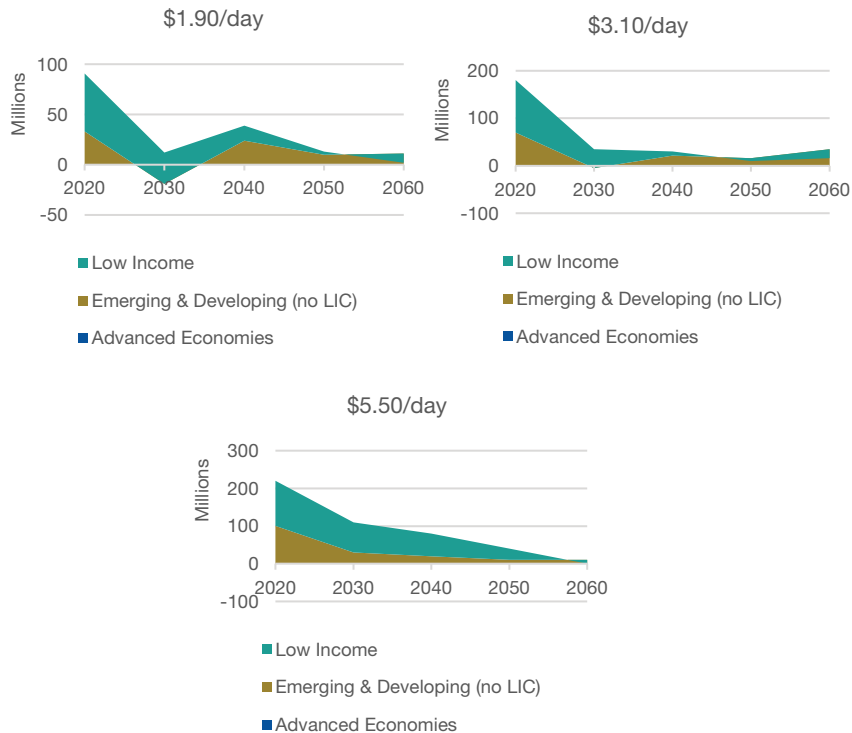 $1.90/day
Millions
100
50
0
-50
2020 2030 2040 2050 2060
Low Income
Emerging & Developing (no LIC)
Advanced Economies
$3.10/day
Millions
200
100
0
-100
2020 2030 2040 2050 2060
Low Income
Emerging & Developing (no LIC)
Advanced Economies
$5.50/day
Millions
300
200
100
0
-100
2020 2030 2040 2050 2060
Low Income
Emerging & Developing (no LIC)
Advanced Economies